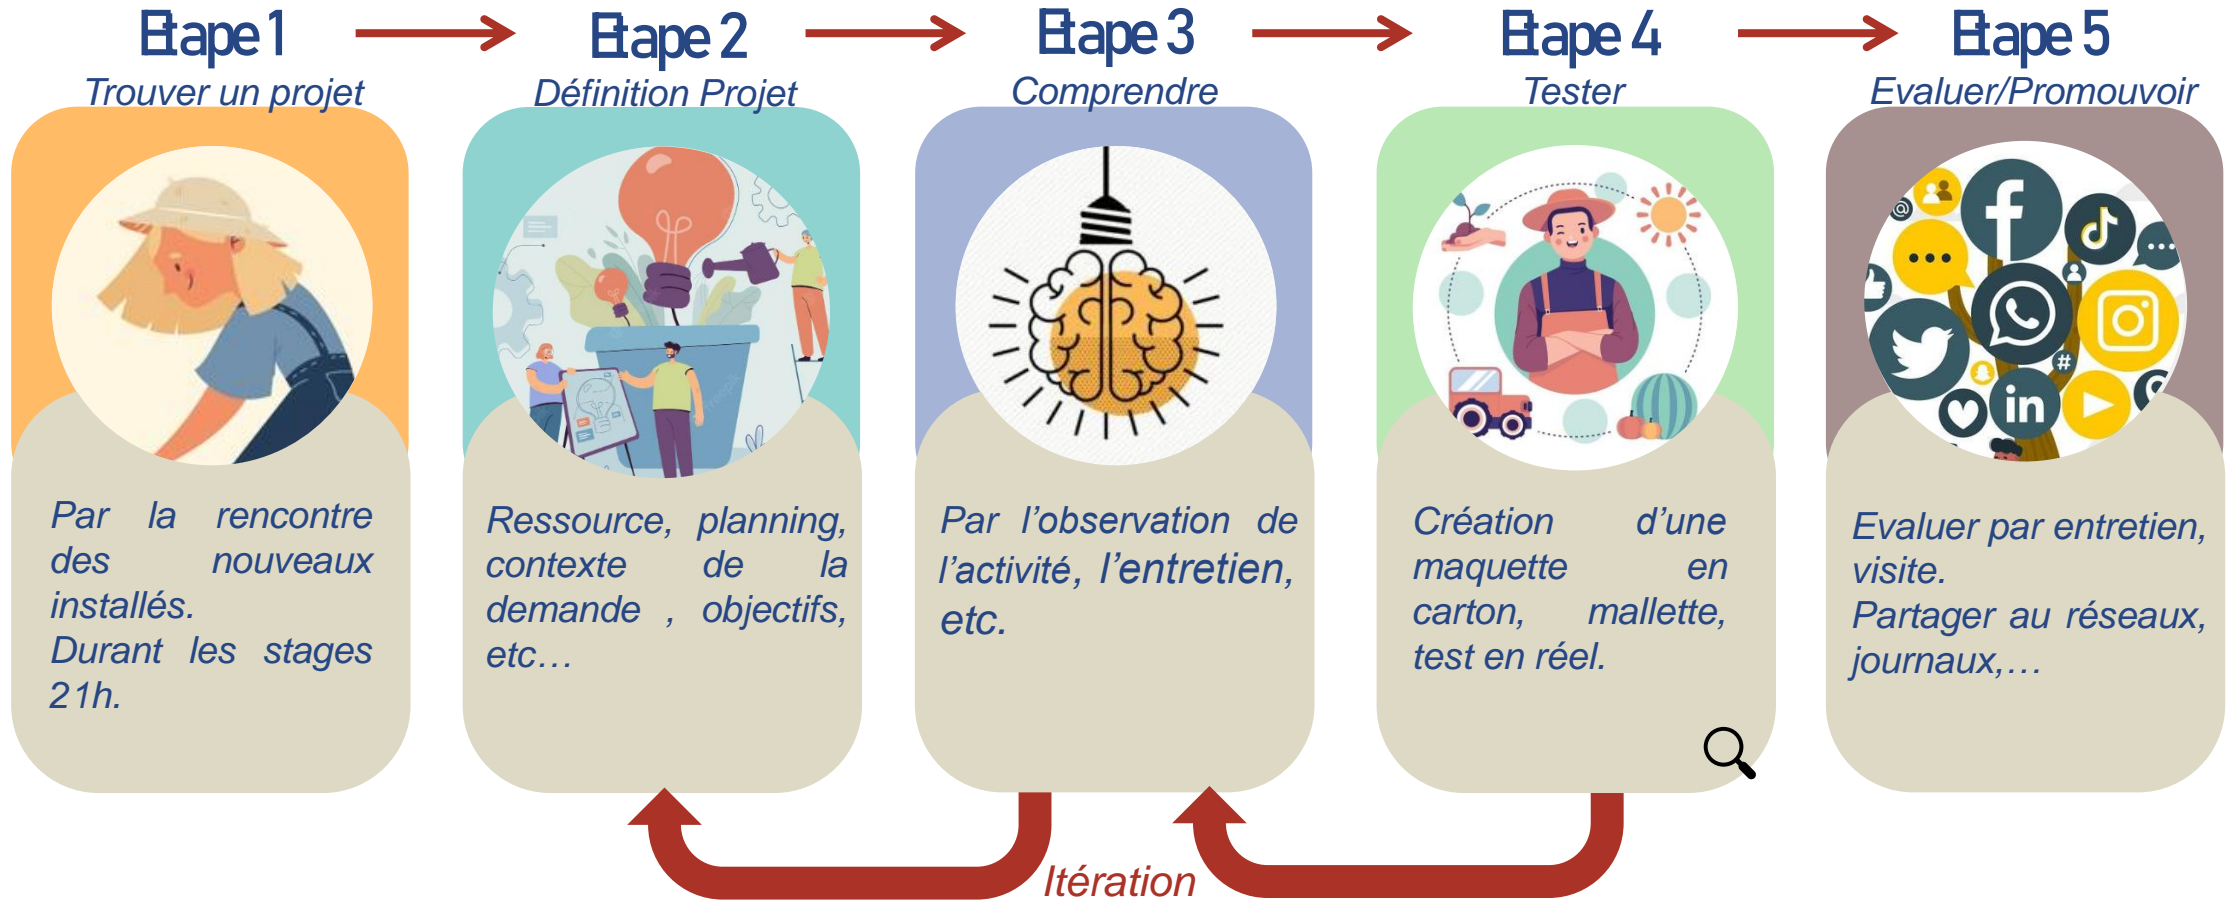 Etape 1
Trouver un projet
Par la rencontre
des nouveaux
installés.
Durant les stages
21h.
Etape 2
Définition Projet
Ressource, planning,
contexte de la
demande , objectifs,
etc…
Etape 3
Comprendre
Par l’observation de
l’activité, l’entretien,
etc.
Etape 4
Tester
Création d’une
maquette en
carton, mallette,
test en réel.
Etape 5
Evaluer/Promouvoir
Evaluer par entretien,
visite.
Partager au réseaux,
journaux,…
Itération